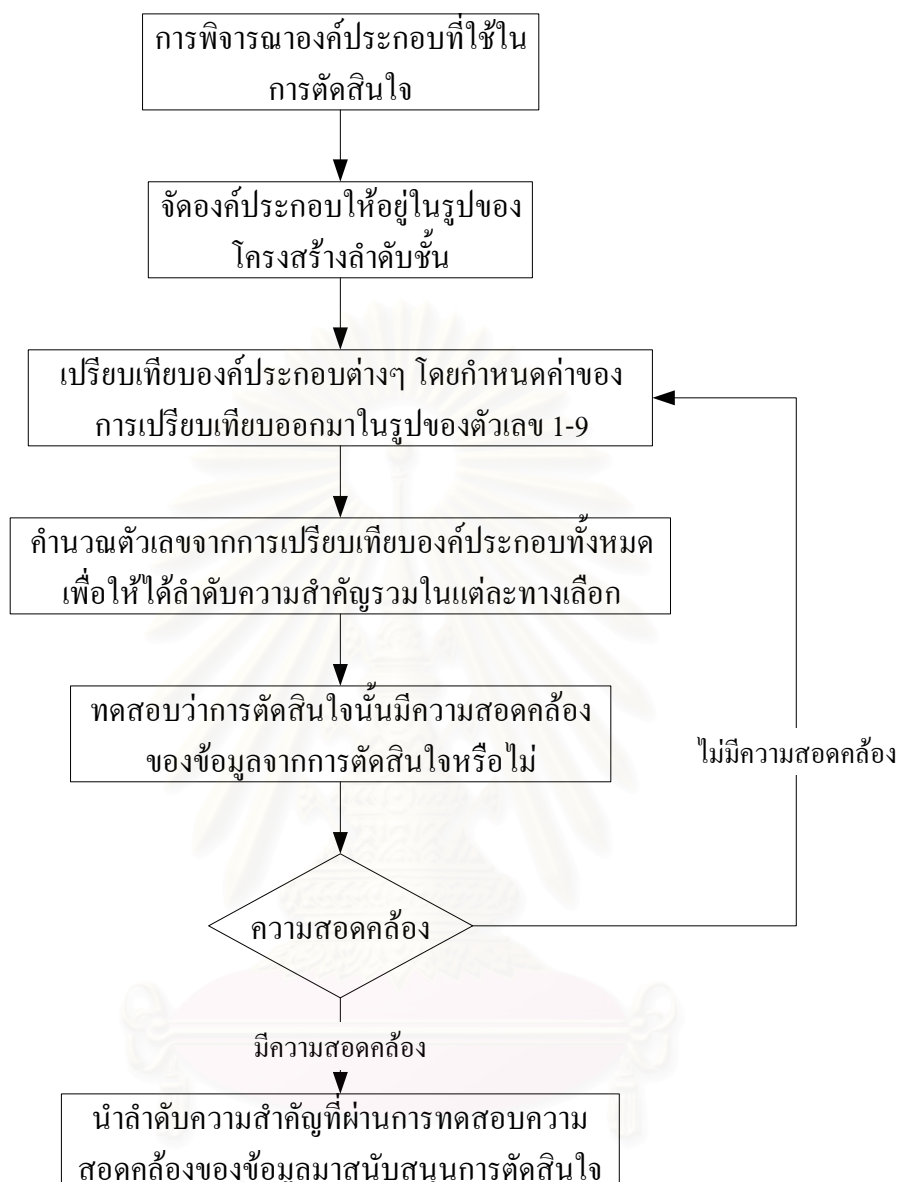 การพิจารณาองค์ประกอบที่ใช้ใน
การตัดสินใจ
จัดองค์ประกอบให้อยู่ในรูปของ
โครงสร้างลำดับชั้น
เปรียบเทียบองค์ประกอบต่างๆ โดยกำหนดค่าของ
การเปรียบเทียบออกมาในรูปของตัวเลข 1-9
คำนวณตัวเลขจากการเปรียบเทียบองค์ประกอบทั้งหมด
เพื่อให้ได้ลำดับความสำคัญรวมในแต่ละทางเลือก
ทดสอบว่าการตัดสินใจนั้นมีความสอดคล้อง
ของข้อมูลจากการตัดสินใจหรือไม่
ไม่มีความสอดคล้อง
ความสอดคล้อง
มีความสอดคล้อง
นำลำดับความสำคัญที่ผ่านการทดสอบความ
สอดคล้องของข้อมูลมาสนับสนุนการตัดสินใจ